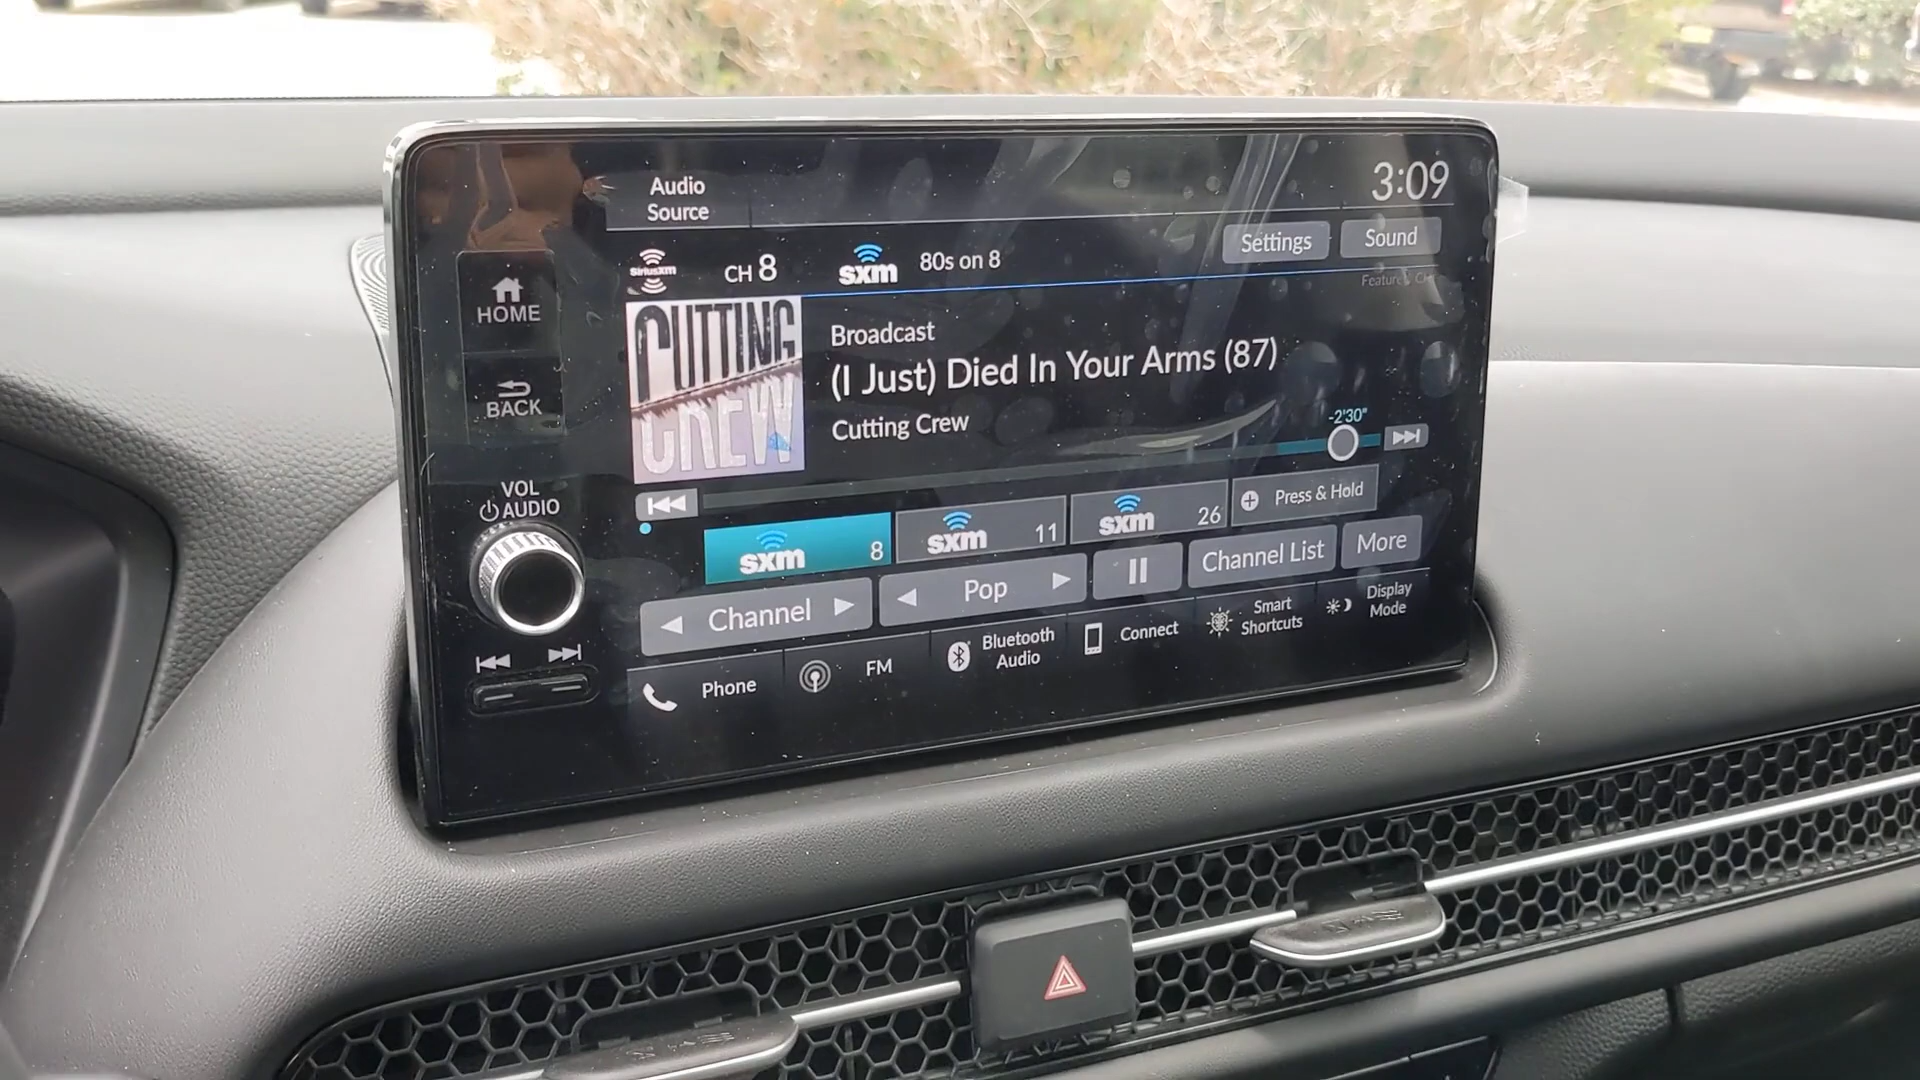 Audio
Source
3:09
Settings
Sound
HOME
SiriusXM
CH 8
sxm
80s on 8
CUTTING
CREW
Broadcast
(I Just) Died In Your Arms (87)
Cutting Crew
-2'30"
BACK
VOL
AUDIO
sxm 8
sxm 11
sxm 26
Press & Hold
Channel
Pop
Channel List
More
Phone
FM
Bluetooth
Audio
Connect
Smart
Shortcuts
Display
Mode